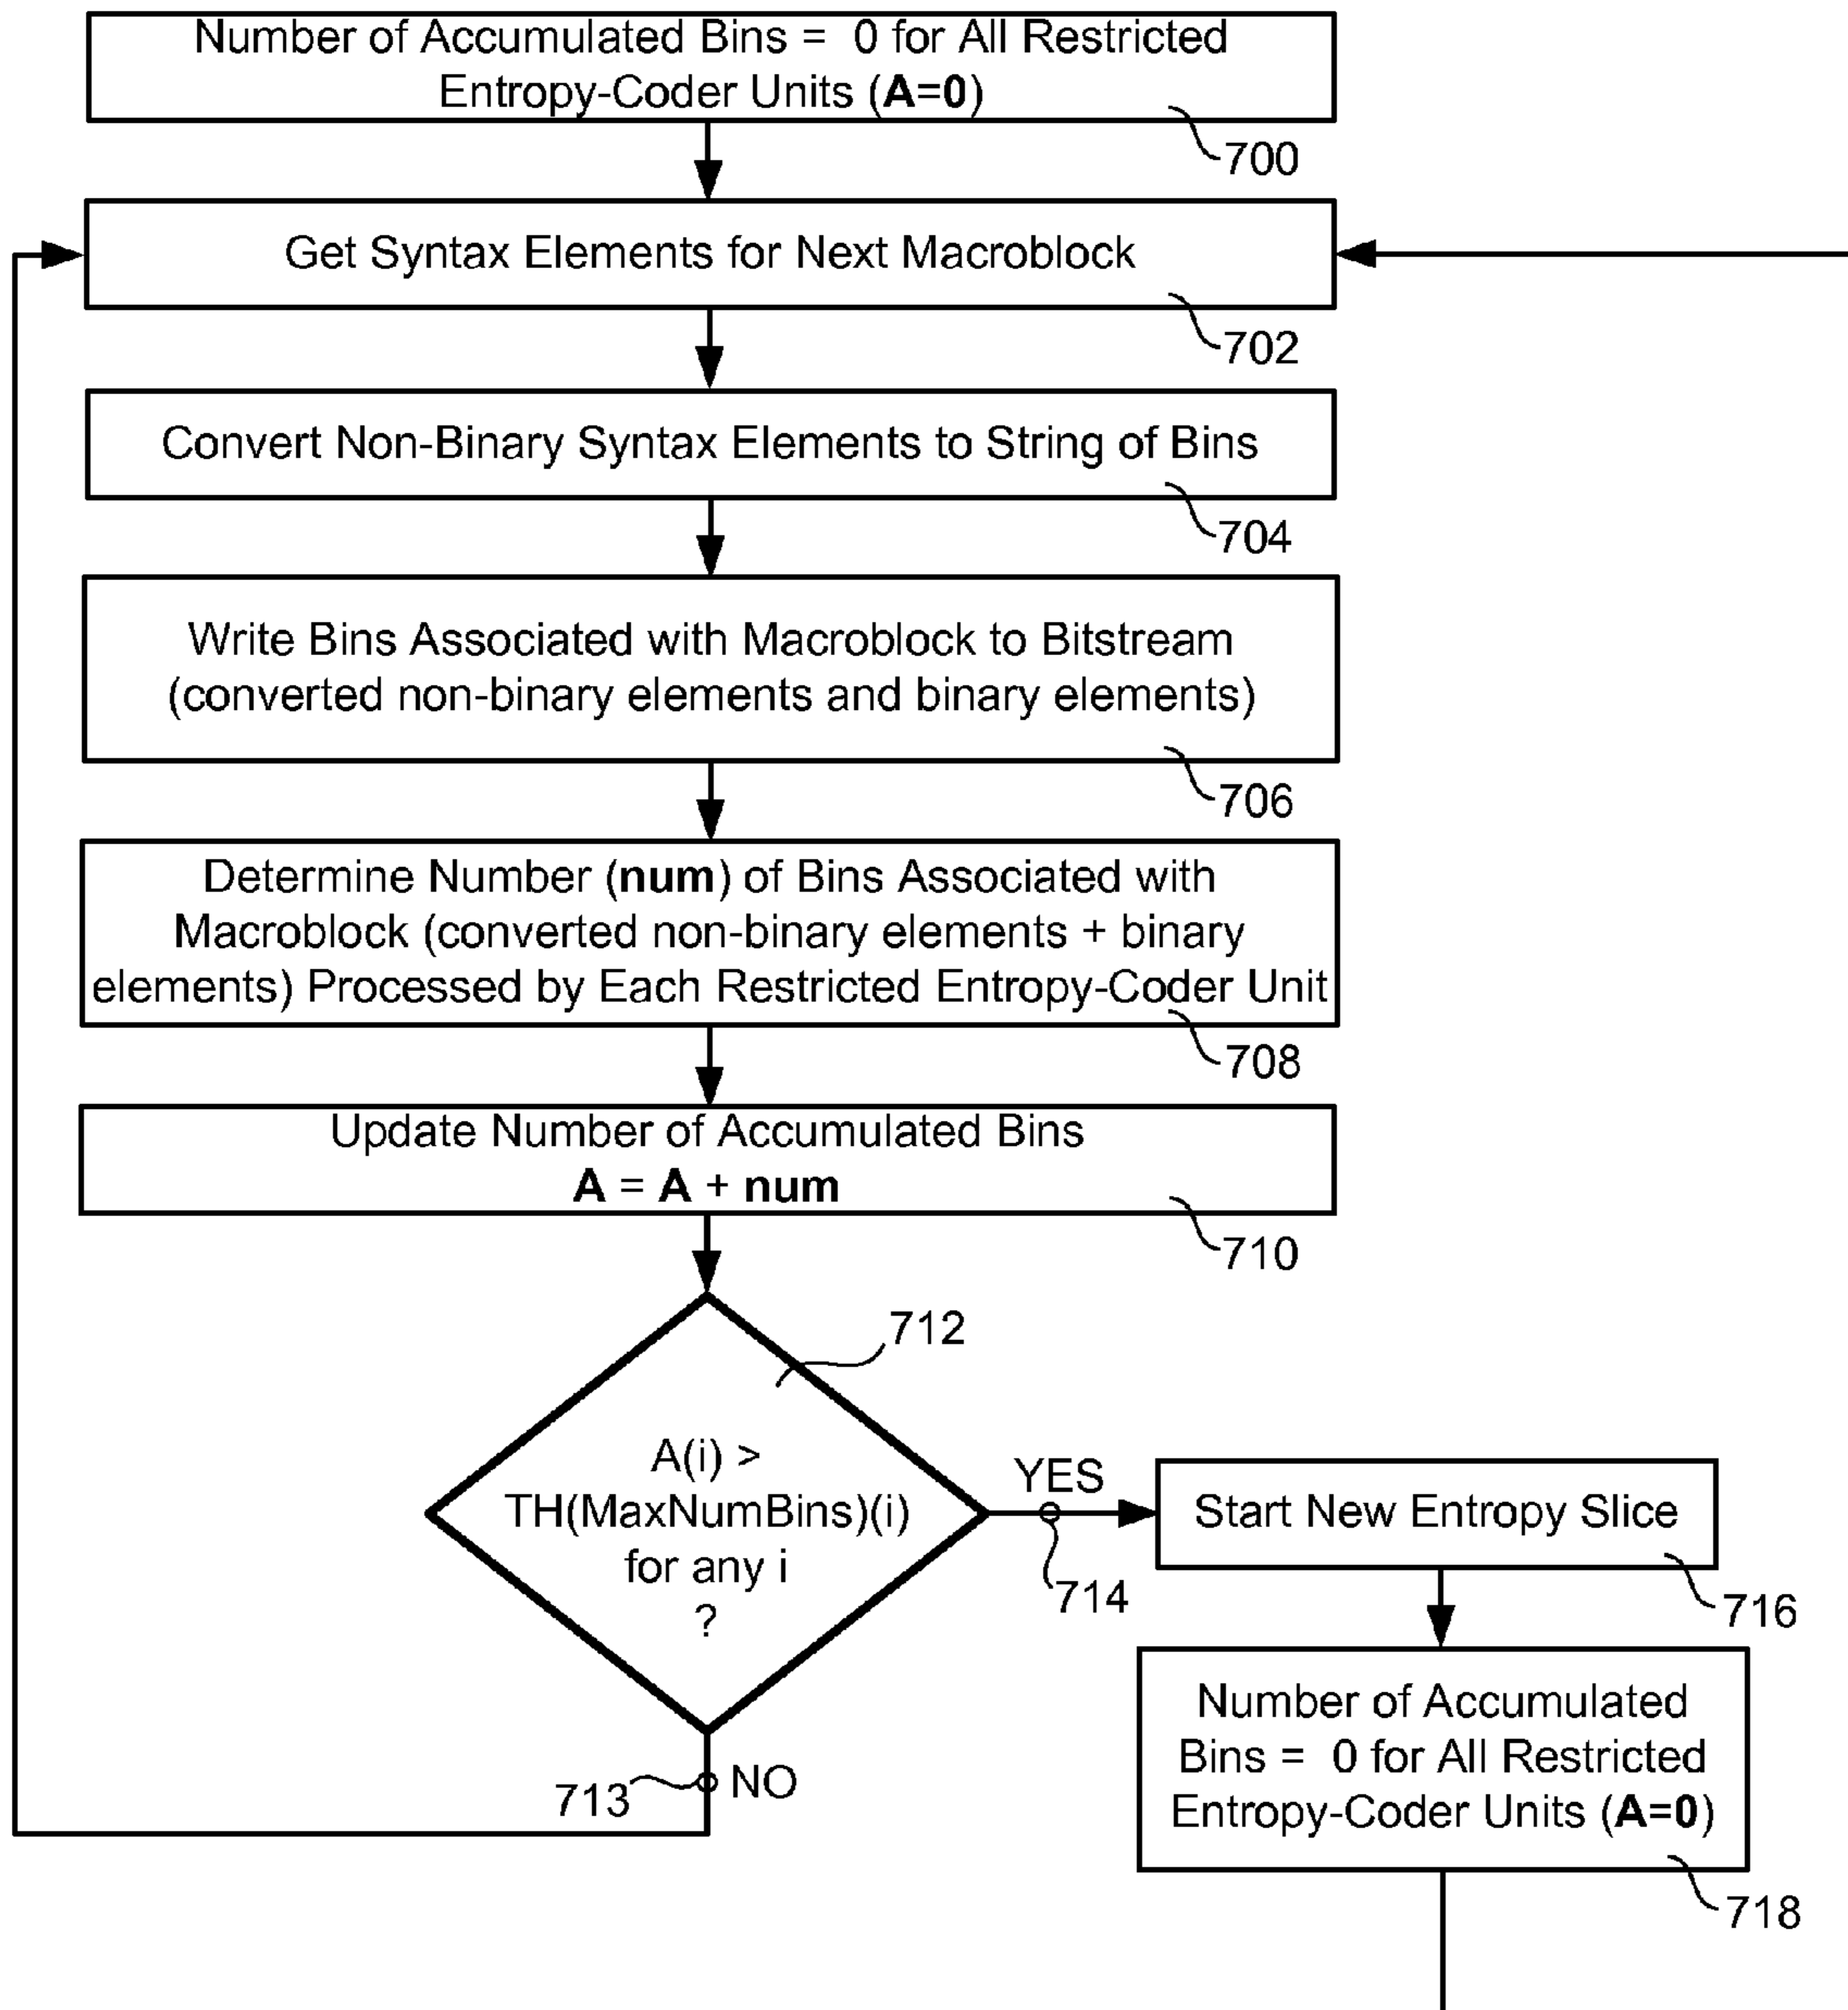 Number of Accumulated Bins =  0 for All Restricted
Entropy-Coder Units (A=0)
700
Get Syntax Elements for Next Macroblock
702
Convert Non-Binary Syntax Elements to String of Bins
704
Write Bins Associated with Macroblock to Bitstream
(converted non-binary elements and binary elements)
706
Determine Number (num) of Bins Associated with
Macroblock (converted non-binary elements + binary
elements) Processed by Each Restricted Entropy-Coder Unit
708
Update Number of Accumulated Bins
A = A + num
710
712
A(i) >
TH(MaxNumBins)(i)
for any i
?
YES
714
Start New Entropy Slice
716
Number of Accumulated
Bins =  0 for All Restricted
Entropy-Coder Units (A=0)
718
713
NO